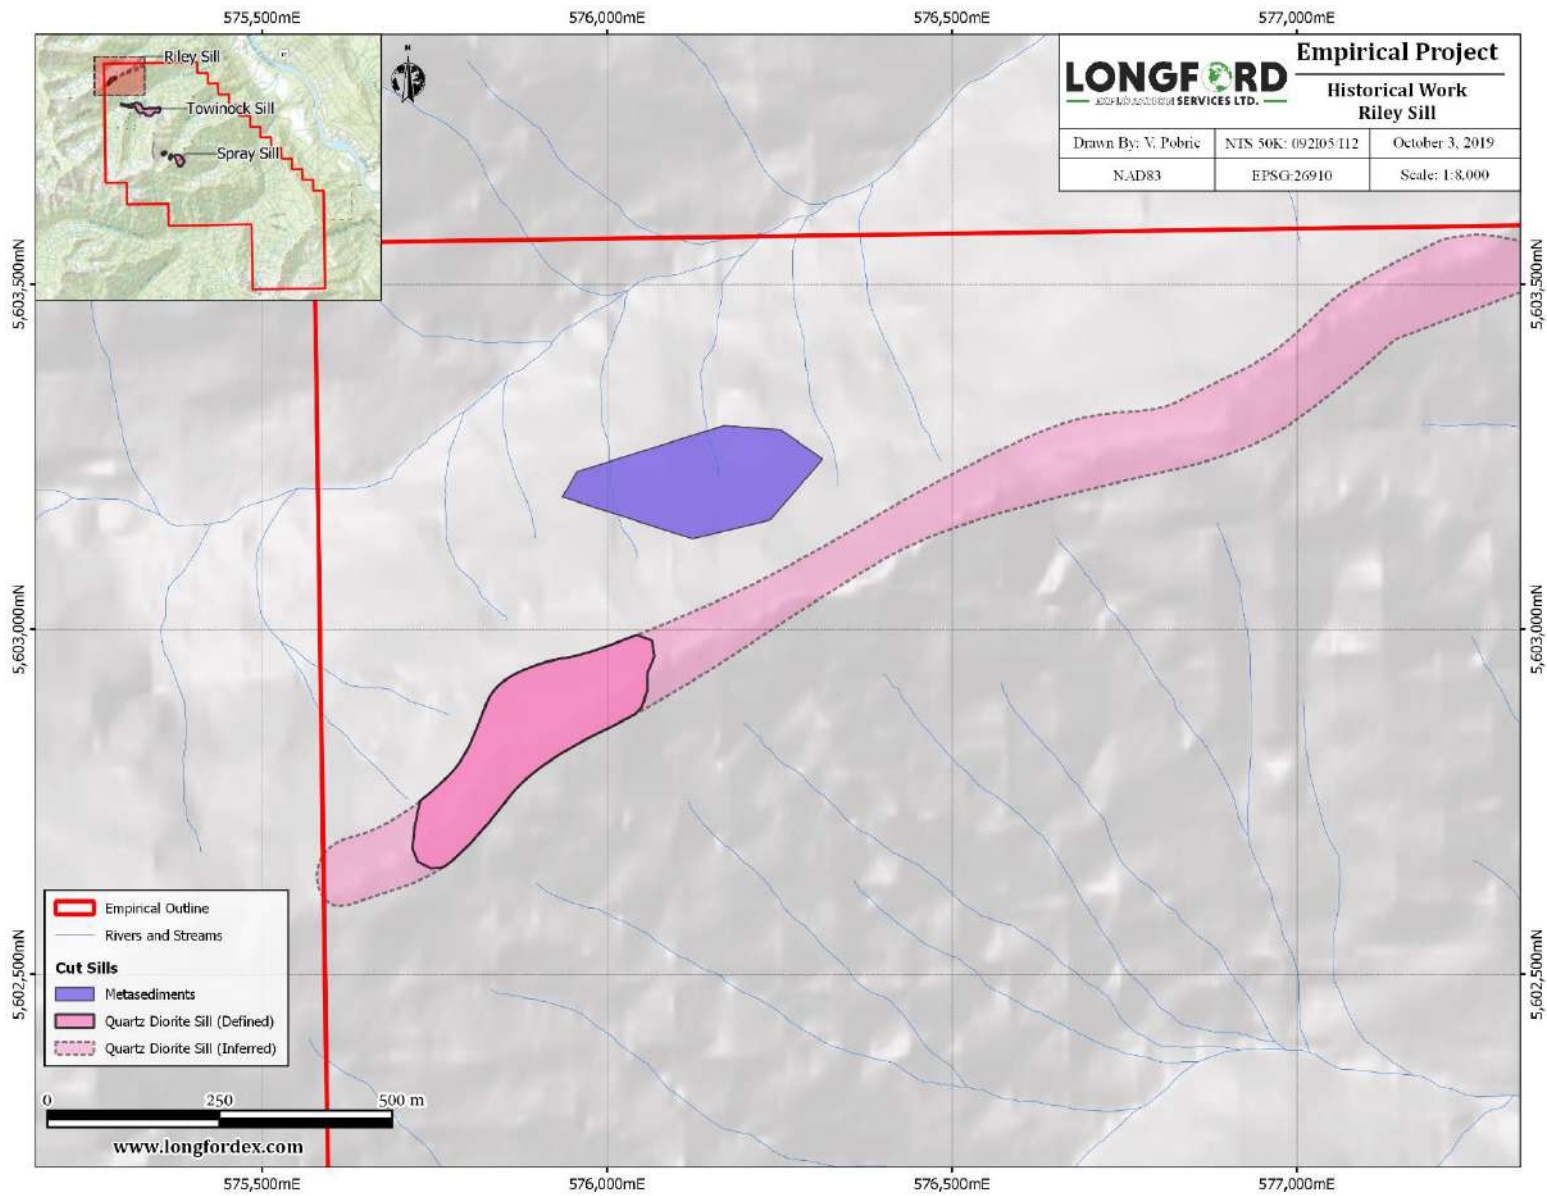 575,500mE 576,000mE 576,500mE 577,000mE
Riley Sill
Towinock Sill
Spray Sill
N
LONGFORD
EXPLORATION SERVICES LTD.
Empirical Project
Historical Work
Riley Sill
Drawn By: V. Pobric NTS 50K: 092I05/I12 October 3, 2019
NAD83 EPSG:26910 Scale: 1:8,000
5,603,500mN 5,603,500mN
5,603,000mN 5,603,000mN
5,602,500mN 5,602,500mN
Empirical Outline
Rivers and Streams
Cut Sills
Metasediments
Quartz Diorite Sill (Defined)
Quartz Diorite Sill (Inferred)
0 250 500 m
www.longfordex.com
575,500mE 576,000mE 576,500mE 577,000mE